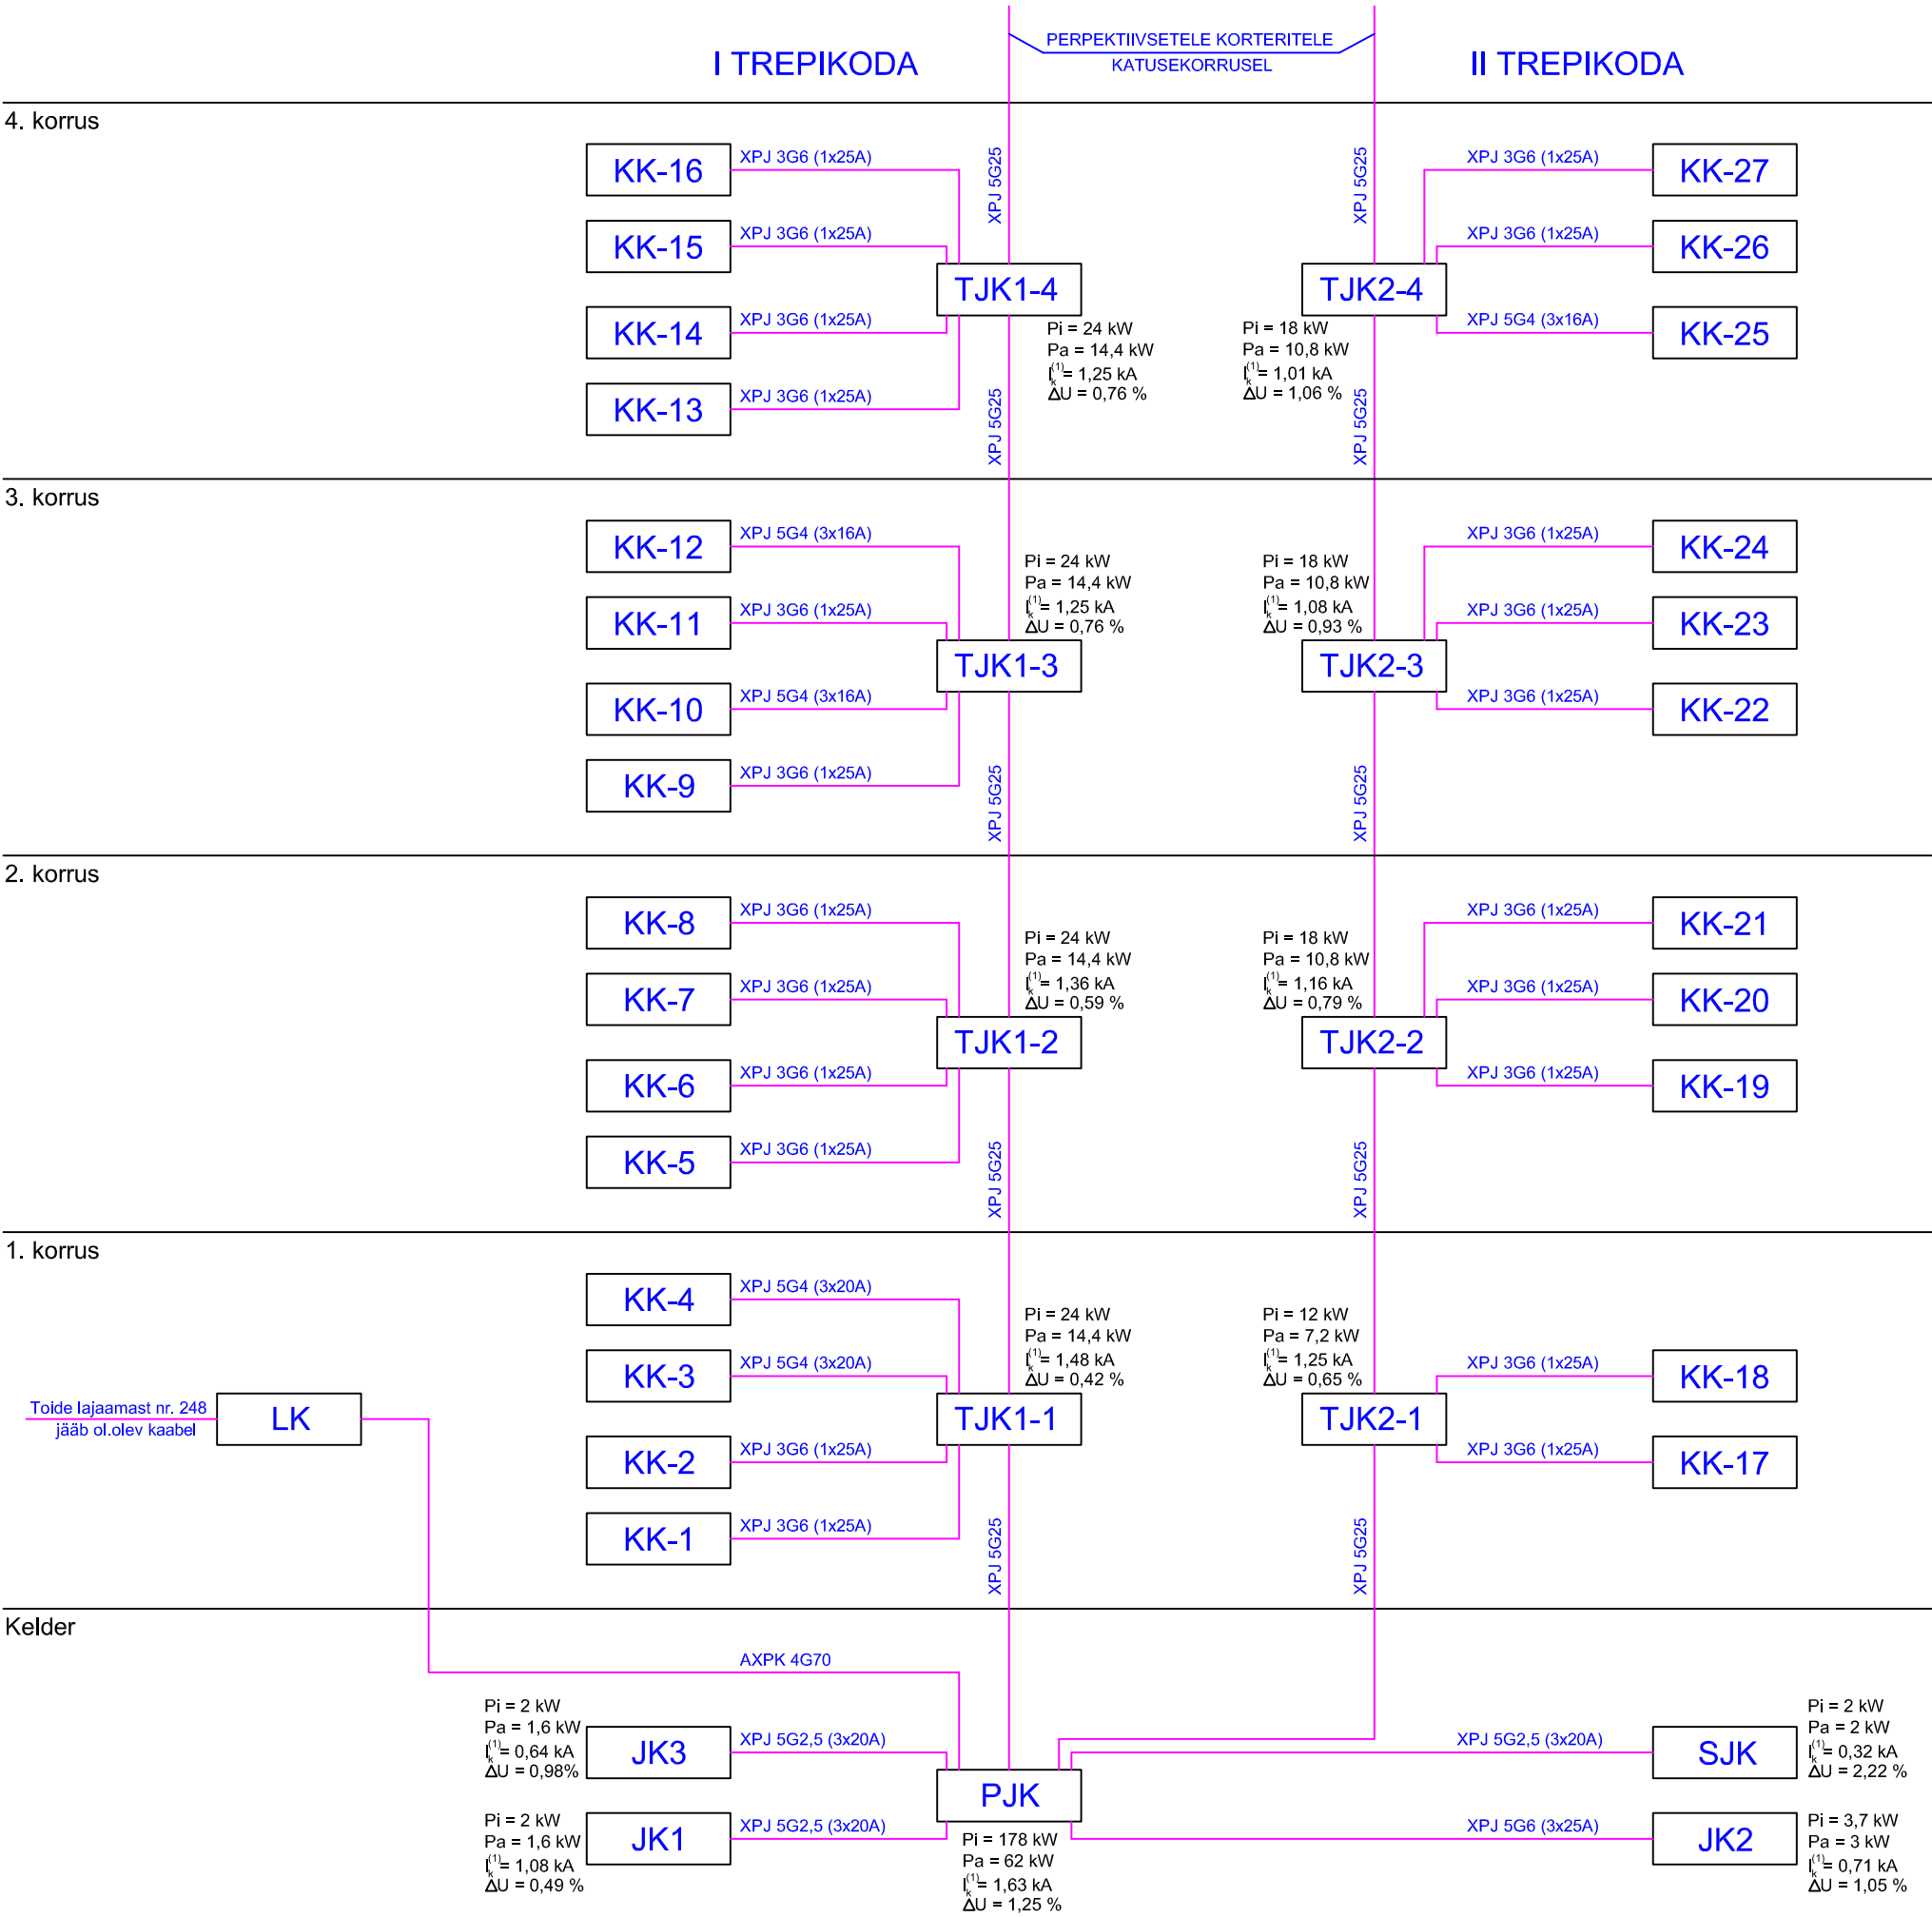 I TREPIKODA
PERPEKTIIVSETELE KORTERITELE
KATUSEKORRUSEL
II TREPIKODA
4. korrus
KK-16
XPJ 3G6 (1x25A)
KK-15
XPJ 3G6 (1x25A)
KK-14
XPJ 3G6 (1x25A)
KK-13
XPJ 3G6 (1x25A)
XPJ 5G25
TJK1-4
Pi = 24 kW
Pa = 14,4 kW
Ik(1)= 1,25 kA
ΔU = 0,76 %
XPJ 5G25
XPJ 5G25
TJK2-4
Pi = 18 kW
Pa = 10,8 kW
Ik(1)= 1,01 kA
ΔU = 1,06 %
XPJ 5G25
XPJ 3G6 (1x25A)
KK-27
XPJ 3G6 (1x25A)
KK-26
XPJ 5G4 (3x16A)
KK-25
3. korrus
KK-12
XPJ 5G4 (3x16A)
KK-11
XPJ 3G6 (1x25A)
KK-10
XPJ 5G4 (3x16A)
KK-9
XPJ 3G6 (1x25A)
Pi = 24 kW
Pa = 14,4 kW
Ik(1)= 1,25 kA
ΔU = 0,76 %
TJK1-3
XPJ 5G25
Pi = 18 kW
Pa = 10,8 kW
Ik(1)= 1,08 kA
ΔU = 0,93 %
TJK2-3
XPJ 5G25
XPJ 3G6 (1x25A)
KK-24
XPJ 3G6 (1x25A)
KK-23
XPJ 3G6 (1x25A)
KK-22
2. korrus
KK-8
XPJ 3G6 (1x25A)
KK-7
XPJ 3G6 (1x25A)
KK-6
XPJ 3G6 (1x25A)
KK-5
XPJ 3G6 (1x25A)
Pi = 24 kW
Pa = 14,4 kW
Ik(1)= 1,36 kA
ΔU = 0,59 %
TJK1-2
XPJ 5G25
Pi = 18 kW
Pa = 10,8 kW
Ik(1)= 1,16 kA
ΔU = 0,79 %
TJK2-2
XPJ 5G25
XPJ 3G6 (1x25A)
KK-21
XPJ 3G6 (1x25A)
KK-20
XPJ 3G6 (1x25A)
KK-19
1. korrus
Toide lajaamast nr. 248
jääb ol.olev kaabel
LK
KK-4
XPJ 5G4 (3x20A)
KK-3
XPJ 5G4 (3x20A)
KK-2
XPJ 3G6 (1x25A)
KK-1
XPJ 3G6 (1x25A)
Pi = 24 kW
Pa = 14,4 kW
Ik(1)= 1,48 kA
ΔU = 0,42 %
TJK1-1
XPJ 5G25
Pi = 12 kW
Pa = 7,2 kW
Ik(1)= 1,25 kA
ΔU = 0,65 %
TJK2-1
XPJ 5G25
XPJ 3G6 (1x25A)
KK-18
XPJ 3G6 (1x25A)
KK-17
Kelder
AXPK 4G70
Pi = 2 kW
Pa = 1,6 kW
Ik(1)= 0,64 kA
ΔU = 0,98%
JK3
XPJ 5G2,5 (3x20A)
Pi = 2 kW
Pa = 1,6 kW
Ik(1)= 1,08 kA
ΔU = 0,49 %
JK1
XPJ 5G2,5 (3x20A)
PJK
Pi = 178 kW
Pa = 62 kW
Ik(1)= 1,63 kA
ΔU = 1,25 %
XPJ 5G2,5 (3x20A)
SJK
Pi = 2 kW
Pa = 2 kW
Ik(1)= 0,32 kA
ΔU = 2,22 %
XPJ 5G6 (3x25A)
JK2
Pi = 3,7 kW
Pa = 3 kW
Ik(1)= 0,71 kA
ΔU = 1,05 %